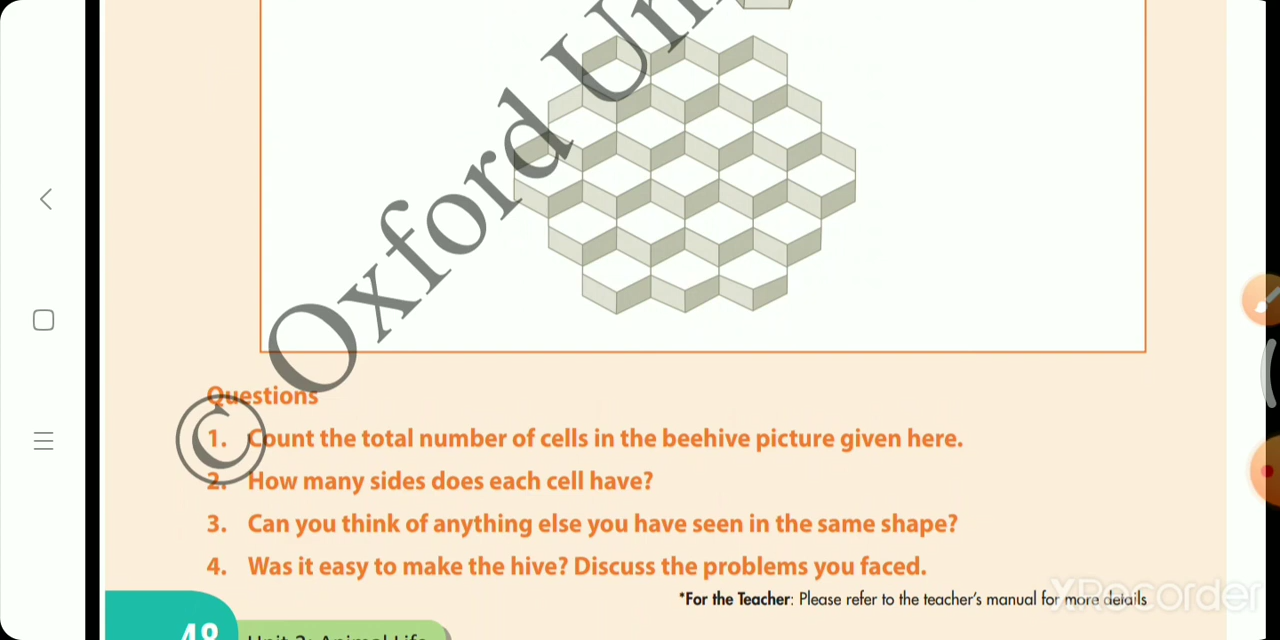 © Oxford Un
Questions
1. Count the total number of cells in the beehive picture given here.
2. How many sides does each cell have?
3. Can you think of anything else you have seen in the same shape?
4. Was it easy to make the hive? Discuss the problems you faced.
*For the Teacher: Please refer to the teacher's manual for more details
XRecorder
48 Unit 2: Animal Life